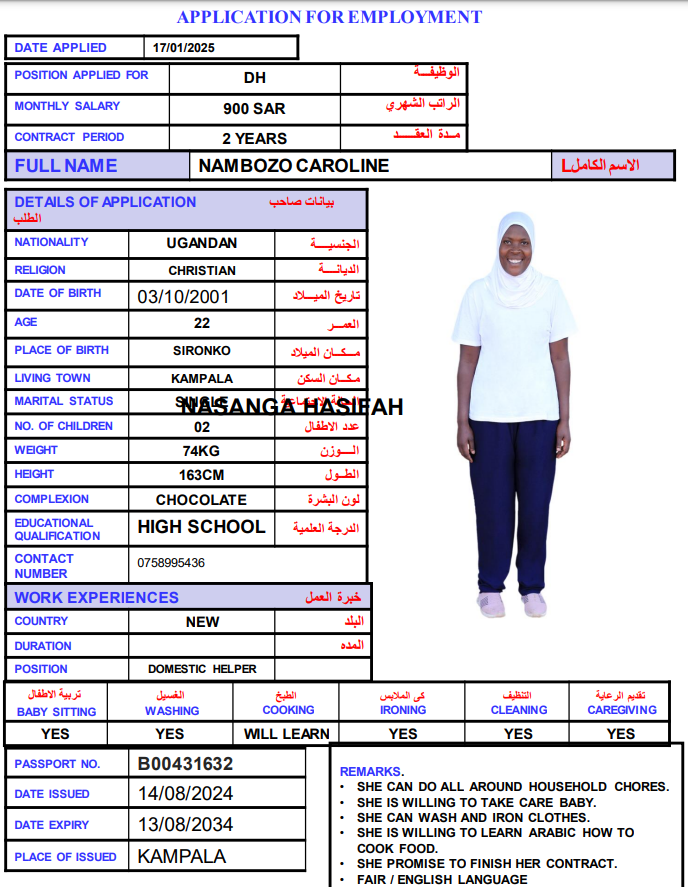 APPLICATION FOR EMPLOYMENT
DATE APPLIED 17/01/2025
POSITION APPLIED FOR DH الوظيفـــة
MONTHLY SALARY 900 SAR الراتب الشهري
CONTRACT PERIOD 2 YEARS مـدة العقـــد
FULL NAME NAMBOZO CAROLINE الاسم الكاملL
DETAILS OF APPLICATION بيانات صاحب
الطلب
NATIONALITY UGANDAN الجنسيـــة
RELIGION CHRISTIAN الديانـــة
DATE OF BIRTH 03/10/2001 تاريخ الميـــلاد
AGE 22 العمـــر
PLACE OF BIRTH SIRONKO مـــكـــان الميلاد
LIVING TOWN KAMPALA مكـــان السكن
MARITAL STATUS SINGLE الحالة الاجتماعية
NASANGA HASIFAH
NO. OF CHILDREN 02 عدد الاطفال
WEIGHT 74KG الـــوزن
HEIGHT 163CM الطـــول
COMPLEXION CHOCOLATE لون البشرة
EDUCATIONAL QUALIFICATION HIGH SCHOOL الدرجة العلمية
CONTACT NUMBER 0758995436
WORK EXPERIENCES خبرة العمل
COUNTRY NEW البلد
DURATION المده
POSITION DOMESTIC HELPER
تربية الاطفال الغسيل الطبخ كى الملابس التنظيف تقديم الرعاية
BABY SITTING WASHING COOKING IRONING CLEANING CAREGIVING
YES YES WILL LEARN YES YES YES
PASSPORT NO. B00431632
DATE ISSUED 14/08/2024
DATE EXPIRY 13/08/2034
PLACE OF ISSUED KAMPALA
REMARKS.
• SHE CAN DO ALL AROUND HOUSEHOLD CHORES.
• SHE IS WILLING TO TAKE CARE BABY.
• SHE CAN WASH AND IRON CLOTHES.
• SHE IS WILLING TO LEARN ARABIC HOW TO
COOK FOOD.
• SHE PROMISE TO FINISH HER CONTRACT.
• FAIR / ENGLISH LANGUAGE